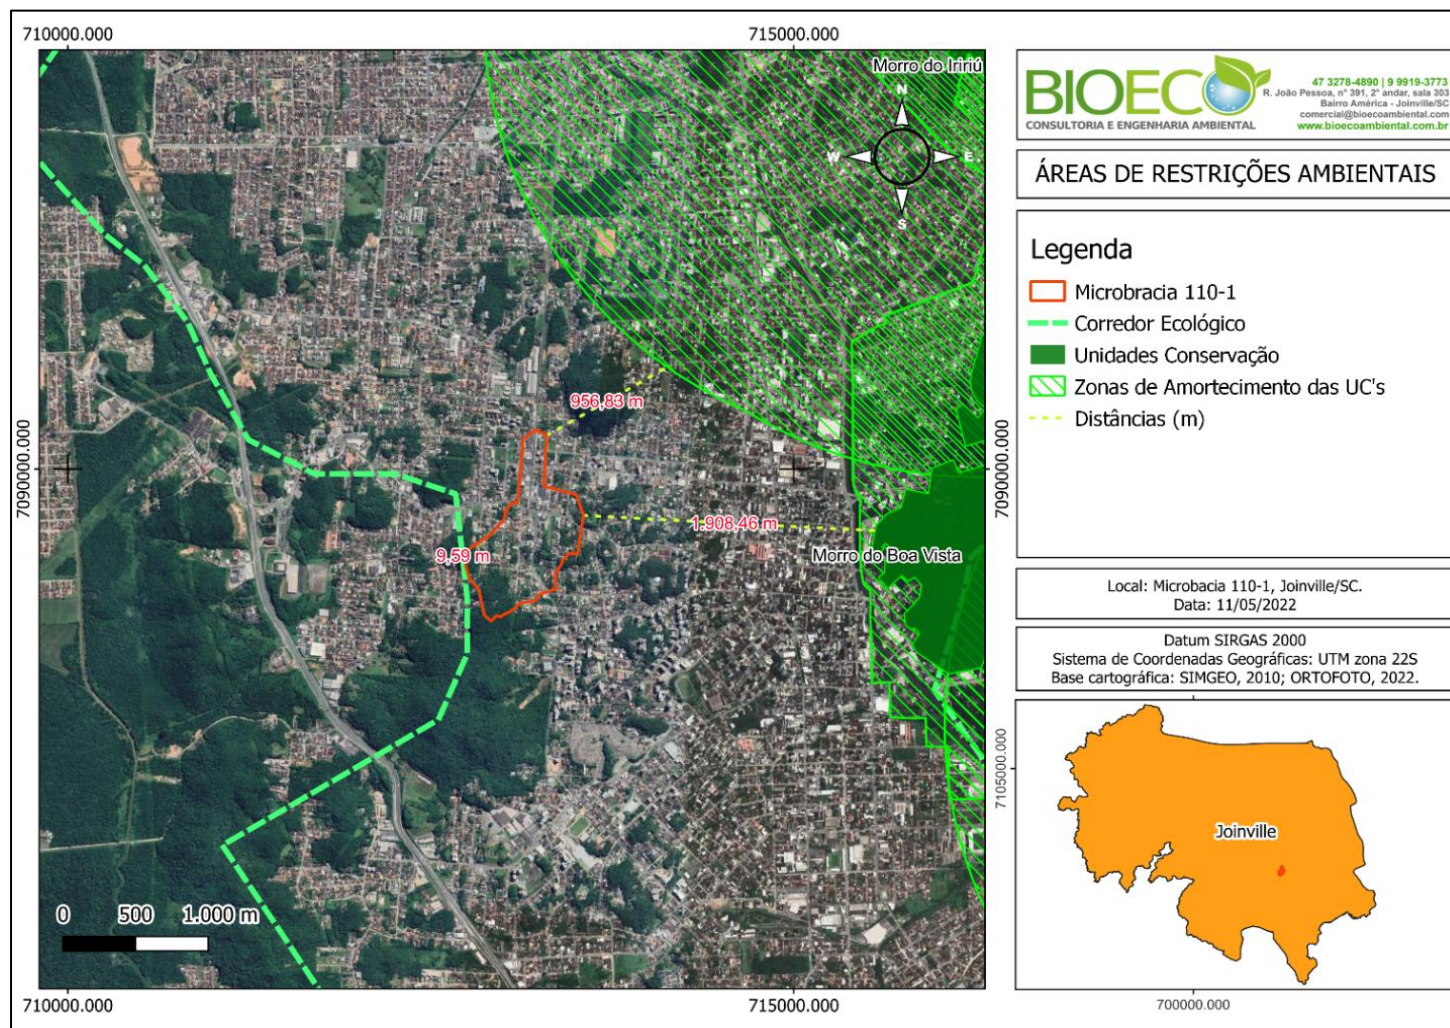 710000.000
715000.000
7090000.000
Morro do Iririú
N
W
E
S
956,83 m
1.908,46 m
9,59 m
Morro do Boa Vista
0 500 1.000 m
7090000.000
710000.000
715000.000
BIOECO
CONSULTORIA E ENGENHARIA AMBIENTAL
47 3278-4890 | 9 9919-3773
R. João Pessoa, n° 391, 2° andar, sala 303
Bairro América - Joinville/SC
comercial@bioecoambiental.com
www.bioecoambiental.com.br
ÁREAS DE RESTRIÇÕES AMBIENTAIS
Legenda
Microbracia 110-1
Corredor Ecológico
Unidades Conservação
Zonas de Amortecimento das UC's
Distâncias (m)
Local: Microbacia 110-1, Joinville/SC.
Data: 11/05/2022
Datum SIRGAS 2000
Sistema de Coordenadas Geográficas: UTM zona 22S
Base cartográfica: SIMGEO, 2010; ORTOFOTO, 2022.
7105000.000
Joinville
700000.000